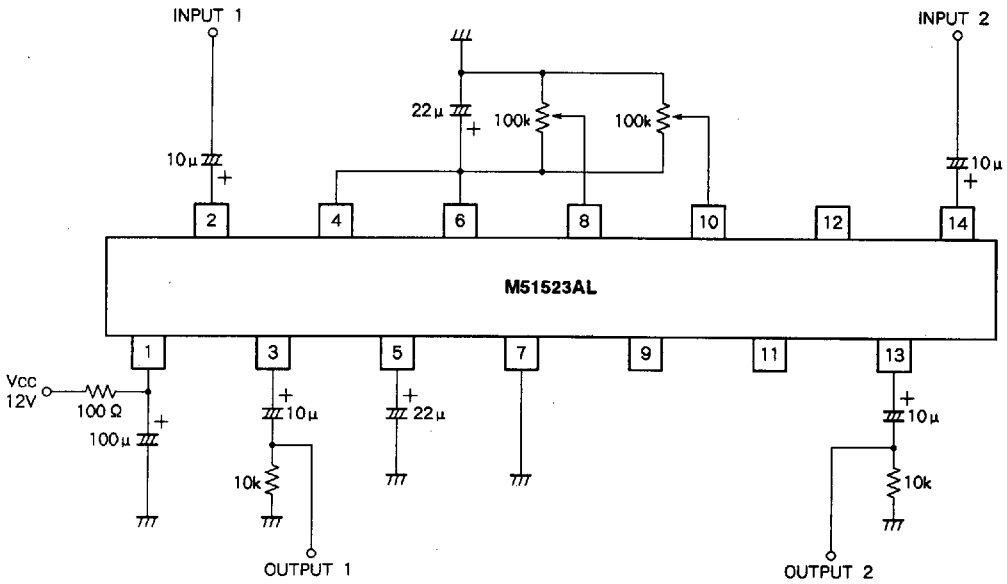 INPUT 1
INPUT 2
22μ
+
100k
100k
10μ
+
10μ
+
2
4
6
8
10
12
14
M51523AL
1
3
5
7
9
11
13
Vcc
12V
100Ω
+
100μ
+
10μ
10k
+
22μ
+
10μ
10k
OUTPUT 1
OUTPUT 2